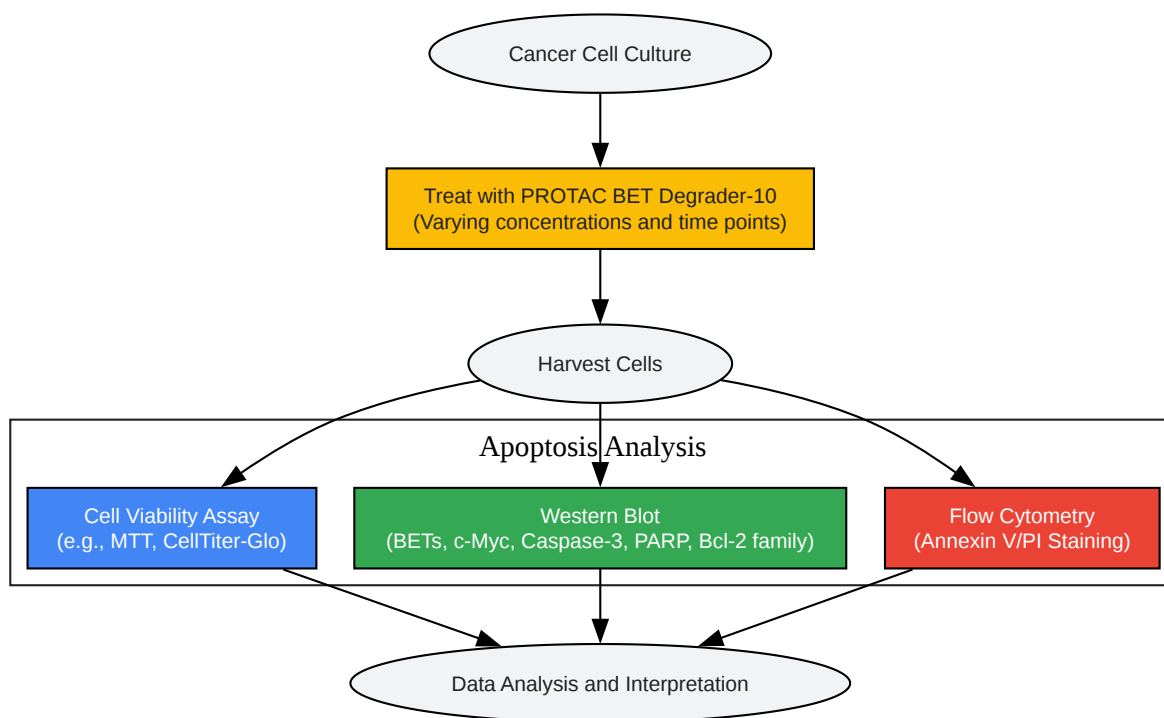 Cancer Cell Culture
Treat with PROTAC BET Degrader-10
(Varying concentrations and time points)
Harvest Cells
Apoptosis Analysis
Cell Viability Assay
(e.g., MTT, CellTiter-Glo)
Western Blot
(BETs, c-Myc, Caspase-3, PARP, Bcl-2 family)
Flow Cytometry
(Annexin V/PI Staining)
Data Analysis and Interpretation